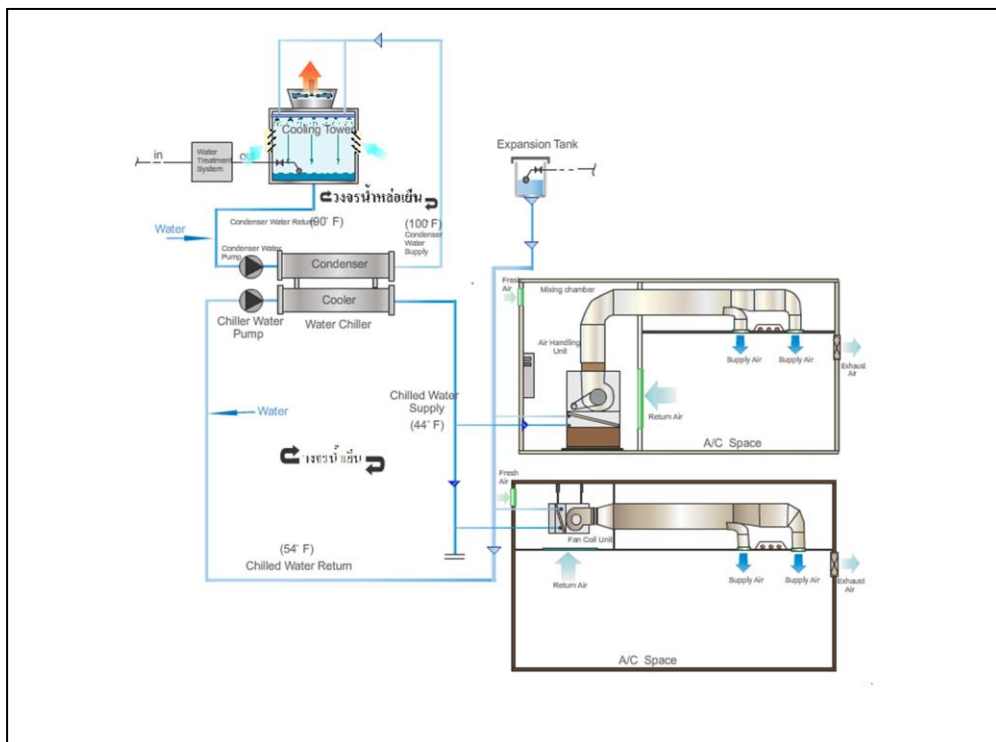 Cooling Tower
in
Water
Treatment
System
out
Expansion Tank
วงจรน้ำหล่อเย็น
Condenser Water Return
(90° F)
(100° F)
Condenser
Water
Supply
Water
Condenser Water
Pump
Condenser
Cooler
Chiller Water
Pump
Water Chiller
Fresh
Air
Mixing chamber
Air Handling
Unit
Supply Air
Supply Air
Exhaust
Air
Return Air
A/C Space
Chilled Water
Supply
(44° F)
Water
วงจรน้ำเย็น
Fresh
Air
Fan Coil Unit
(54° F)
Chilled Water Return
Return Air
Supply Air
Supply Air
Exhaust
Air
A/C Space